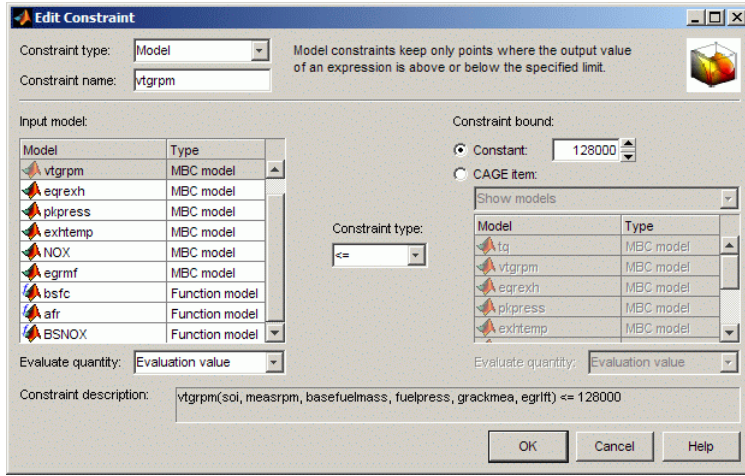 Edit Constraint
Constraint type: Model
Model constraints keep only points where the output value
of an expression is above or below the specified limit.
Constraint name: vtgrpm
Input model:
Constraint bound:
Model Type
vtgrpm MBC model
eqrexh MBC model
pkpress MBC model
exhtemp MBC model
NOX MBC model
egrmf MBC model
bsfc Function model
afr Function model
BSNOX Function model
Constraint type:
<=
Constant: 128000
CAGE item:
Show models
Model Type
tq MBC model
vtgrpm MBC model
eqrexh MBC model
pkpress MBC model
exhtemp MBC model
Evaluate quantity: Evaluation value
Evaluate quantity: Evaluation value
Constraint description: vtgrpm(soi, measrpm, basefuelmass, fuelpress, grackmea, egrlft) <= 128000
OK Cancel Help